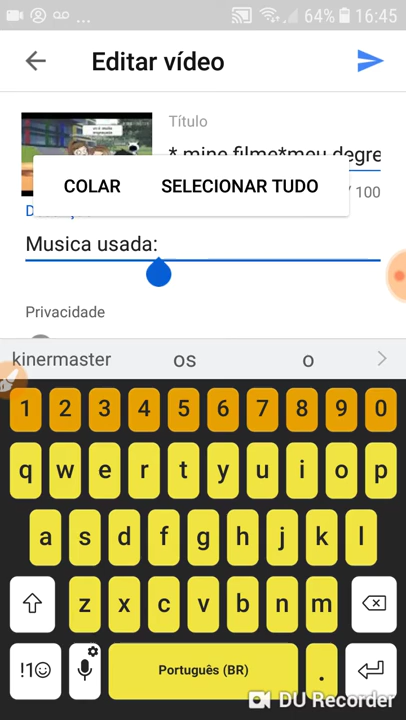 64% 16:45
Editar vídeo
Título
* mine filme*meu degre
/ 100
COLAR SELECIONAR TUDO
Musica usada:
Privacidade
kinermaster os o
1 2 3 4 5 6 7 8 9 0
q w e r t y u i o p
a s d f g h j k l
z x c v b n m
!1☺ Português (BR) .
DU Recorder